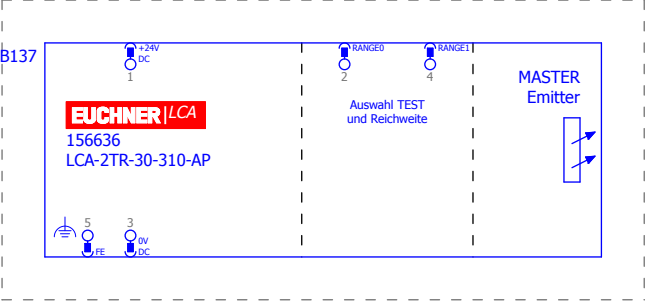 B137
+24V
DC
1
RANGE0
2
RANGE1
4
MASTER
Emitter
Auswahl TEST
und Reichweite
EUCHNER LCA
156636
LCA-2TR-30-310-AP
5
FE
3
0V
DC